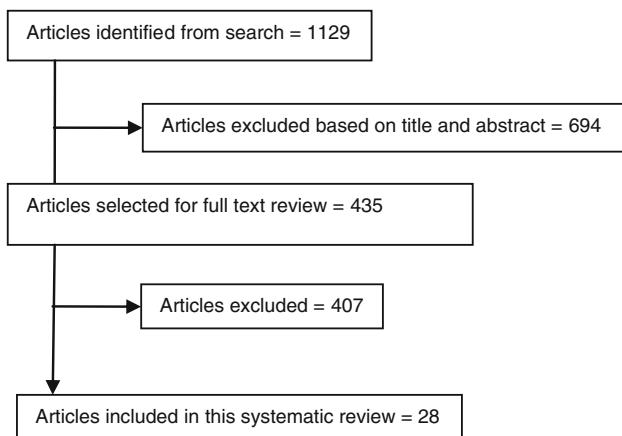 Articles identified from search = 1129
Articles excluded based on title and abstract = 694
Articles selected for full text review = 435
Articles excluded = 407
Articles included in this systematic review = 28